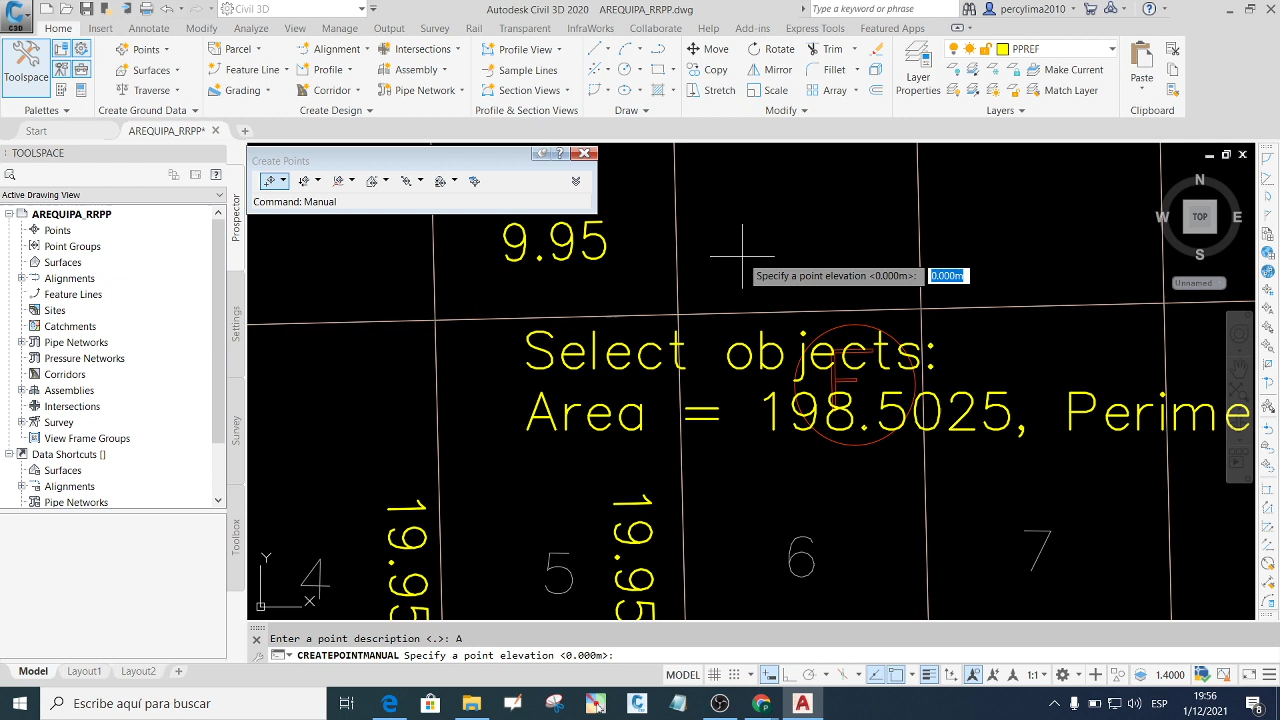 C3D
Civil 3D
Autodesk Civil 3D 2020 AREQUIPA_RRPP.dwg
Type a keyword or phrase
percylima2010
Home Insert Annotate Modify Analyze View Manage Output Survey Rail Transparent InfraWorks Collaborate Help Add-ins Express Tools Featured Apps
Toolspace
Palettes
Points
Surfaces
Traverse
Create Ground Data
Parcel
Feature Line
Grading
Alignment
Profile
Corridor
Intersections
Assembly
Pipe Network
Create Design
Profile View
Sample Lines
Section Views
Profile & Section Views
Draw
Move
Copy
Stretch
Rotate
Mirror
Scale
Trim
Fillet
Array
Modify
Layer
Properties
PPREF
Make Current
Match Layer
Layers
Paste
Clipboard
Start
AREQUIPA_RRPP*
TOOLSPACE
Active Drawing View
AREQUIPA_RRPP
Points
Point Groups
Surfaces
Alignments
Feature Lines
Sites
Catchments
Pipe Networks
Pressure Networks
Corridors
Assemblies
Intersections
Survey
View Frame Groups
Data Shortcuts []
Surfaces
Alignments
Pipe Networks
Prospector
Settings
Survey
Toolbox
Create Points
Command: Manual
9.95
Specify a point elevation <0.000m>: 0.000m
N
W TOP E
S
Unnamed
Select objects:
E
Area = 198.5025, Perime
19.95
19.95
4 5 6 7
Y
X
Enter a point description <.>: A
CREATEPOINTMANUAL Specify a point elevation <0.000m>:
Model Layout1 Layout2
MODEL
1:1
1.4000
Escribe aquí para buscar
ESP
19:56
1/12/2021
8